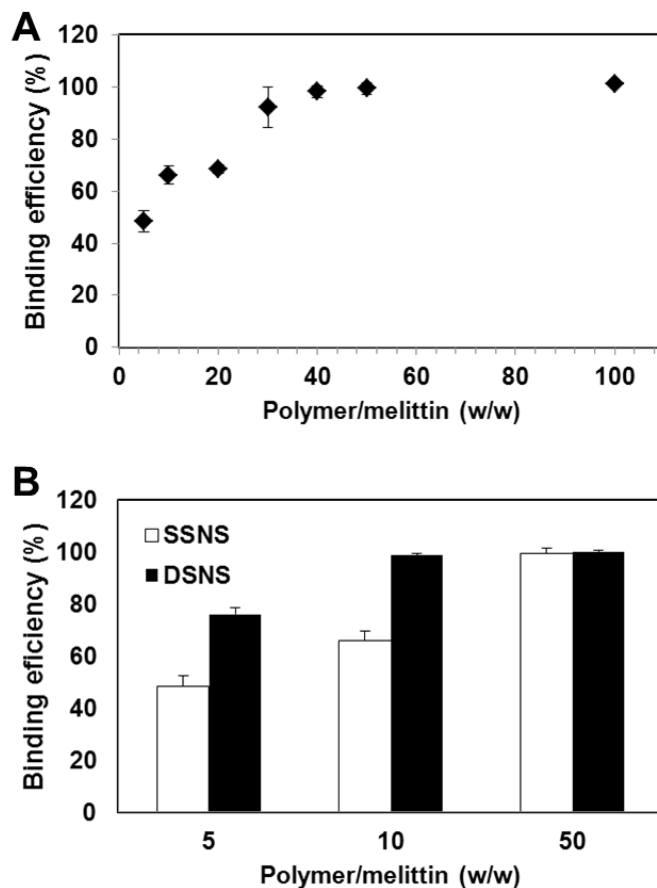 A
120
100
80
60
40
20
0
Binding efficiency (%)
0 20 40 60 80 100
Polymer/melittin (w/w)
B
120
100
80
60
40
20
0
Binding eficiency (%)
SSNS
DSNS
5 10 50
Polymer/melittin (w/w)